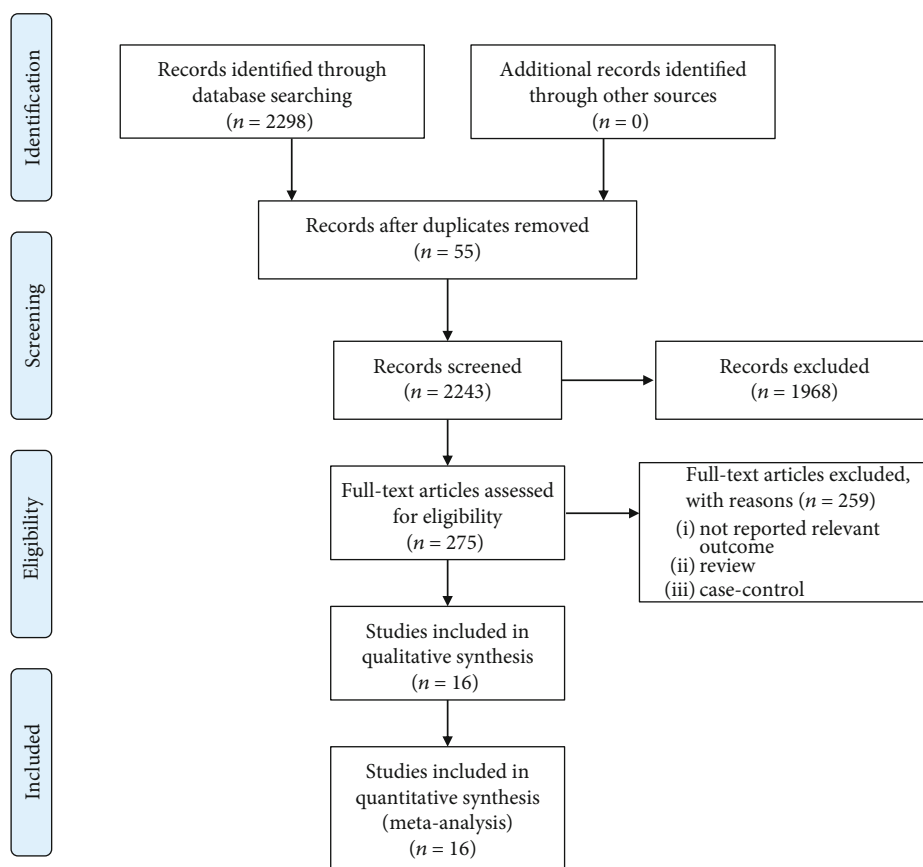 Identification
Records identified through
database searching
(n = 2298)
Additional records identified
through other sources
(n = 0)
Records after duplicates removed
(n = 55)
Screening
Records screened
(n = 2243)
Records excluded
(n = 1968)
Eligibility
Full-text articles assessed
for eligibility
(n = 275)
Full-text articles excluded,
with reasons (n = 259)
(i) not reported relevant
outcome
(ii) review
(iii) case-control
Studies included in
qualitative synthesis
(n = 16)
Included
Studies included in
quantitative synthesis
(meta-analysis)
(n = 16)